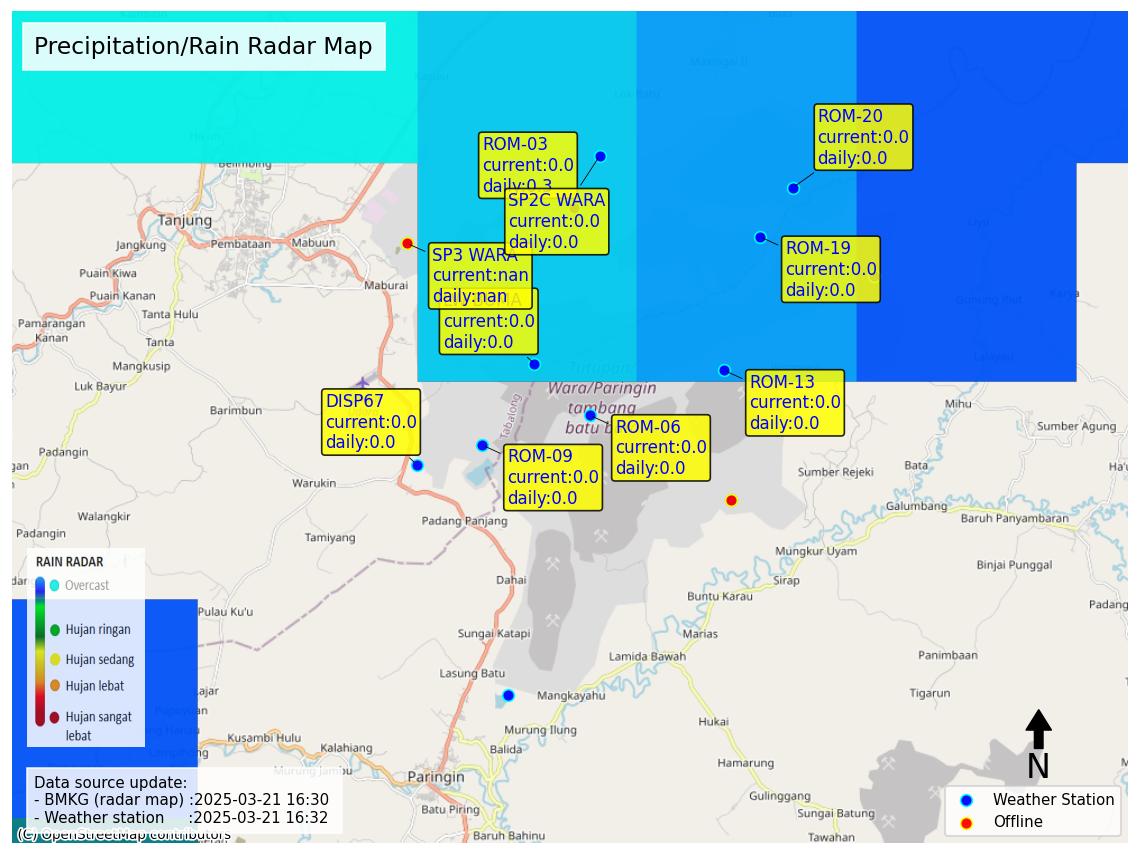 Precipitation/Rain Radar Map
ROM-20
current:0.0
daily:0.0
ROM-03
current:0.0
daily:0.3
SP2C WARA
current:0.0
daily:0.0
ROM-19
current:0.0
daily:0.0
SP3 WARA
current:nan
daily:nan
current:0.0
daily:0.0
ROM-13
current:0.0
daily:0.0
DISP67
current:0.0
daily:0.0
ROM-06
current:0.0
daily:0.0
ROM-09
current:0.0
daily:0.0
Belimbing
Tanjung
Jangkung
Pembataan
Mabuun
Puain Kiwa
Maburai
Puain Kanan
Tanta Hulu
Pamarangan
Kanan
Tanta
Mangkusip
Luk Bayur
Barimbun
Padangin
Warukin
Walangkir
Padangin
Tamiyang
Tabalong
Tutupan
Wara/Paringin
tambang
batu
Padang Panjang
Dahai
Sumber Rejeki
Mihu
Sumber Agung
Bata
Galumbang
Baruh Panyambaran
Mungkur Uyam
Binjai Punggal
Sirap
Buntu Karau
Padang
Pulau Ku'u
Sungai Katapi
Marias
Lamida Bawah
Panimbaan
Lasung Batu
Mangkayahu
Tigarun
Murung Ilung
Hukai
Kusambi Hulu
Kalahiang
Balida
Hamarung
Murung Jambu
Paringin
Batu Piring
Gulinggang
Sungai Batung
Baruh Bahinu
Tawahan
RAIN RADAR
Overcast
Hujan ringan
Hujan sedang
Hujan lebat
Hujan sangat
lebat
Data source update:
- BMKG (radar map) :2025-03-21 16:30
- Weather station :2025-03-21 16:32
(C) OpenStreetMap contributors
N
Weather Station
Offline